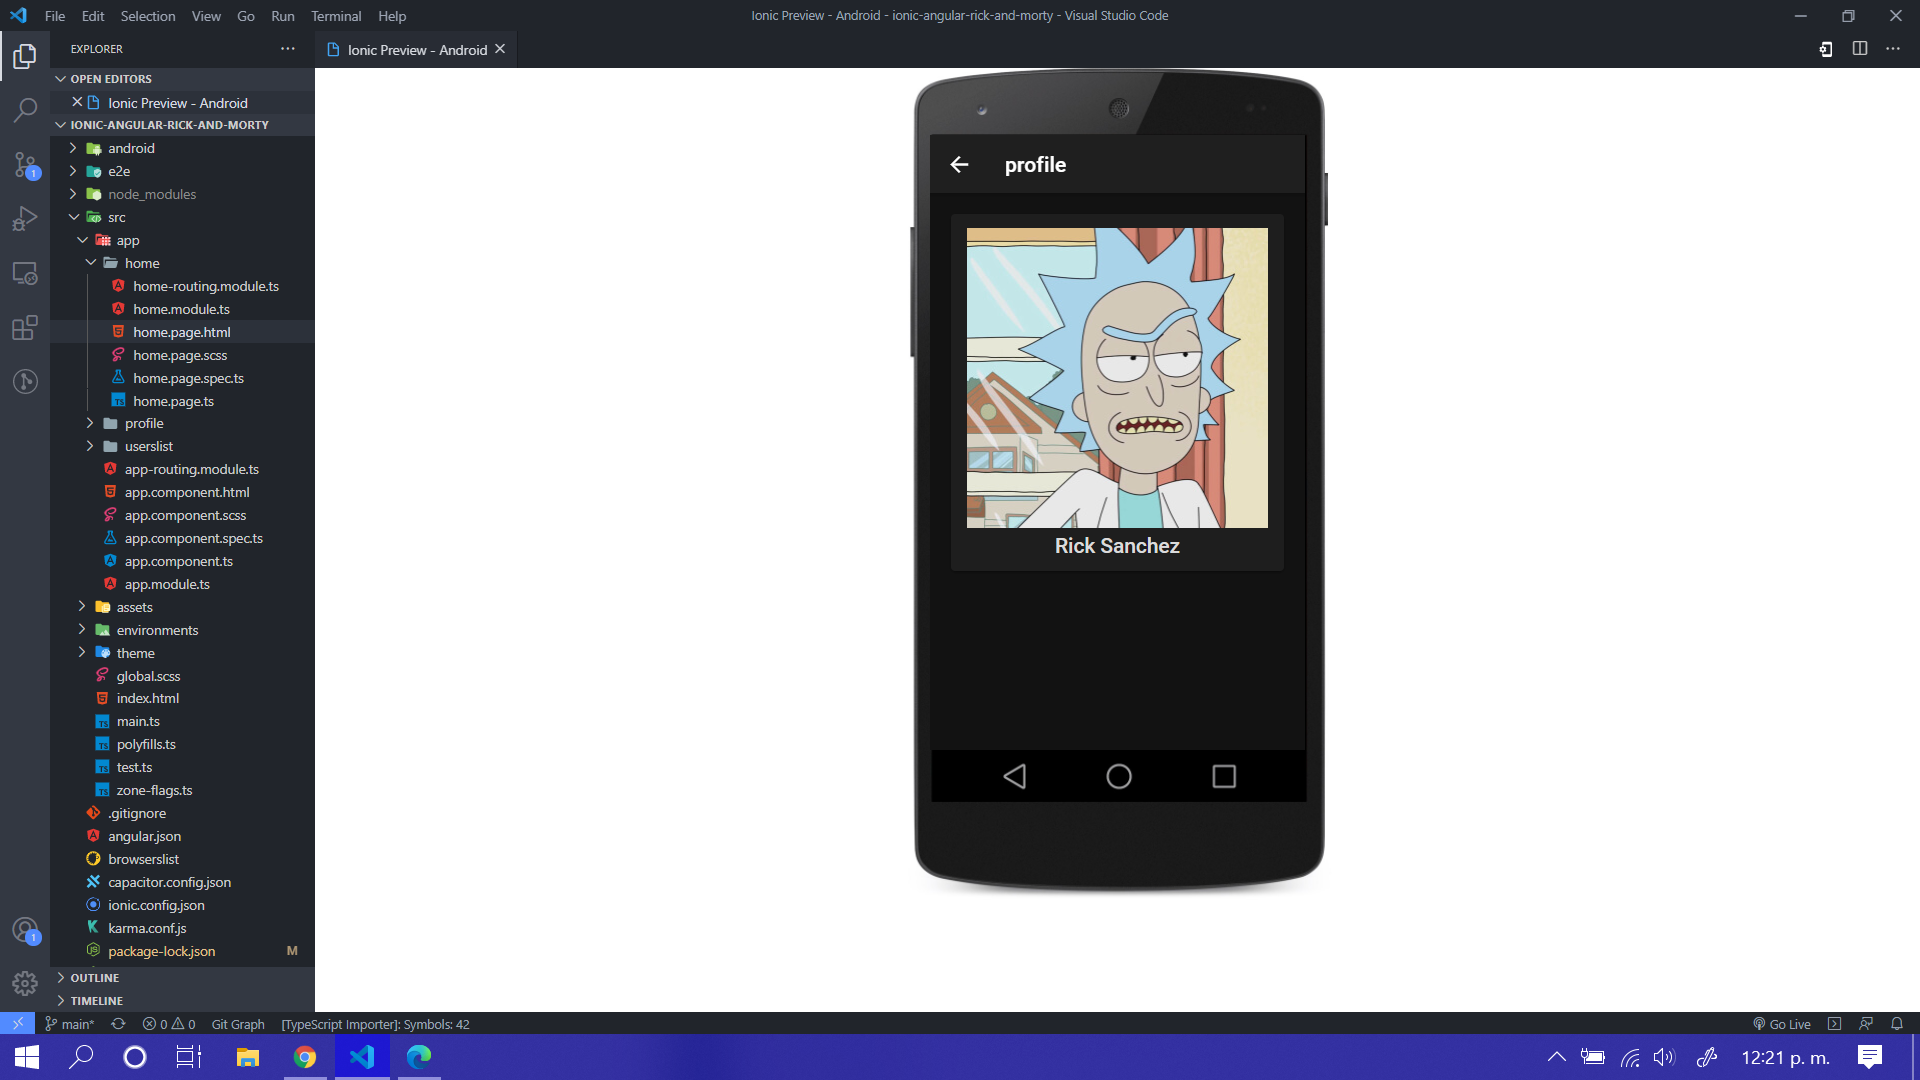 File Edit Selection View Go Run Terminal Help
Ionic Preview - Android - ionic-angular-rick-and-morty - Visual Studio Code
EXPLORER
Ionic Preview - Android
OPEN EDITORS
Ionic Preview - Android
IONIC-ANGULAR-RICK-AND-MORTY
android
e2e
node_modules
src
app
home
home-routing.module.ts
home.module.ts
home.page.html
home.page.scss
home.page.spec.ts
home.page.ts
profile
userslist
app-routing.module.ts
app.component.html
app.component.scss
app.component.spec.ts
app.component.ts
app.module.ts
assets
environments
theme
global.scss
index.html
main.ts
polyfills.ts
test.ts
zone-flags.ts
.gitignore
angular.json
browserslist
capacitor.config.json
ionic.config.json
karma.conf.js
package-lock.json M
OUTLINE
TIMELINE
1
1
profile
Rick Sanchez
main* 0 0 Git Graph [TypeScript Importer]: Symbols: 42
Go Live
12:21 p. m.